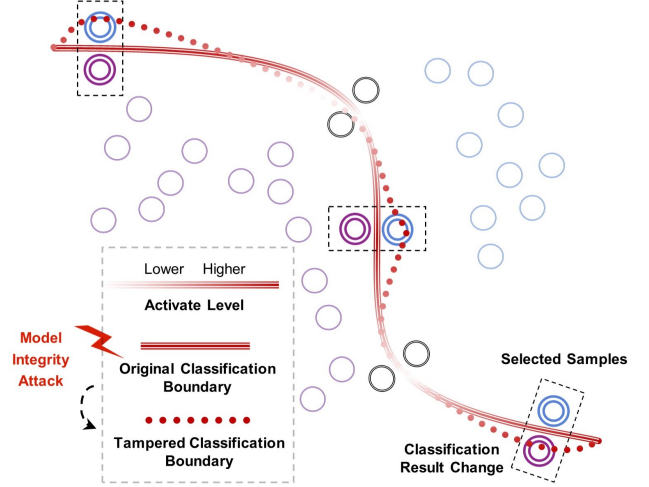 Lower Higher
Activate Level
Model
Integrity
Attack
Original Classification
Boundary
Tampered Classification
Boundary
Selected Samples
Classification
Result Change